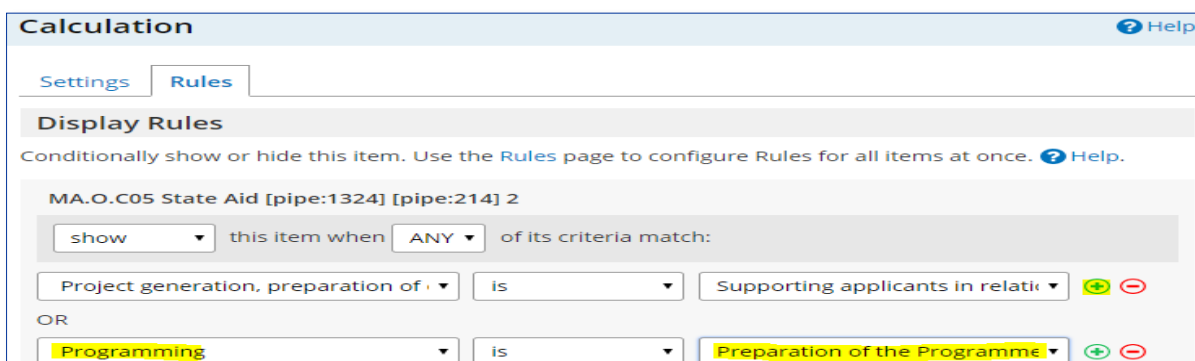 Calculation
Help
Settings Rules
Display Rules
Conditionally show or hide this item. Use the Rules page to configure Rules for all items at once. Help.
MA.O.C05 State Aid [pipe:1324] [pipe:214] 2
show this item when ANY of its criteria match:
Project generation, preparation of is Supporting applicants in
OR
Programming is Preparation of the Programme